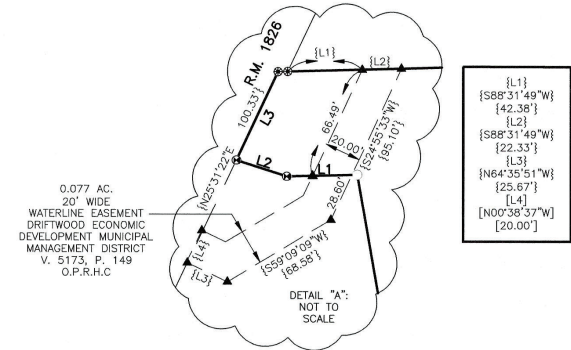 R.M. 1826
{L1}
{L2}
100.33'}
L3
66.49'
{20.00'}
{S24°55'33"W}
{95.10'}
L2
L1
{N25°31'22"E
28.60'
{L4}
{L3}
{S59°09'09"W}
{68.58'}
0.077 AC.
20' WIDE
WATERLINE EASEMENT
DRIFTWOOD ECONOMIC
DEVELOPMENT MUNICIPAL
MANAGEMENT DISTRICT
V. 5173, P. 149
O.P.R.H.C
DETAIL "A":
NOT TO
SCALE
{L1}
{S88°31'49"W}
{42.38'}
{L2}
{S88°31'49"W}
{22.33'}
{L3}
{N64°35'51"W}
{25.67'}
[L4]
[N00°38'37"W]
[20.00']